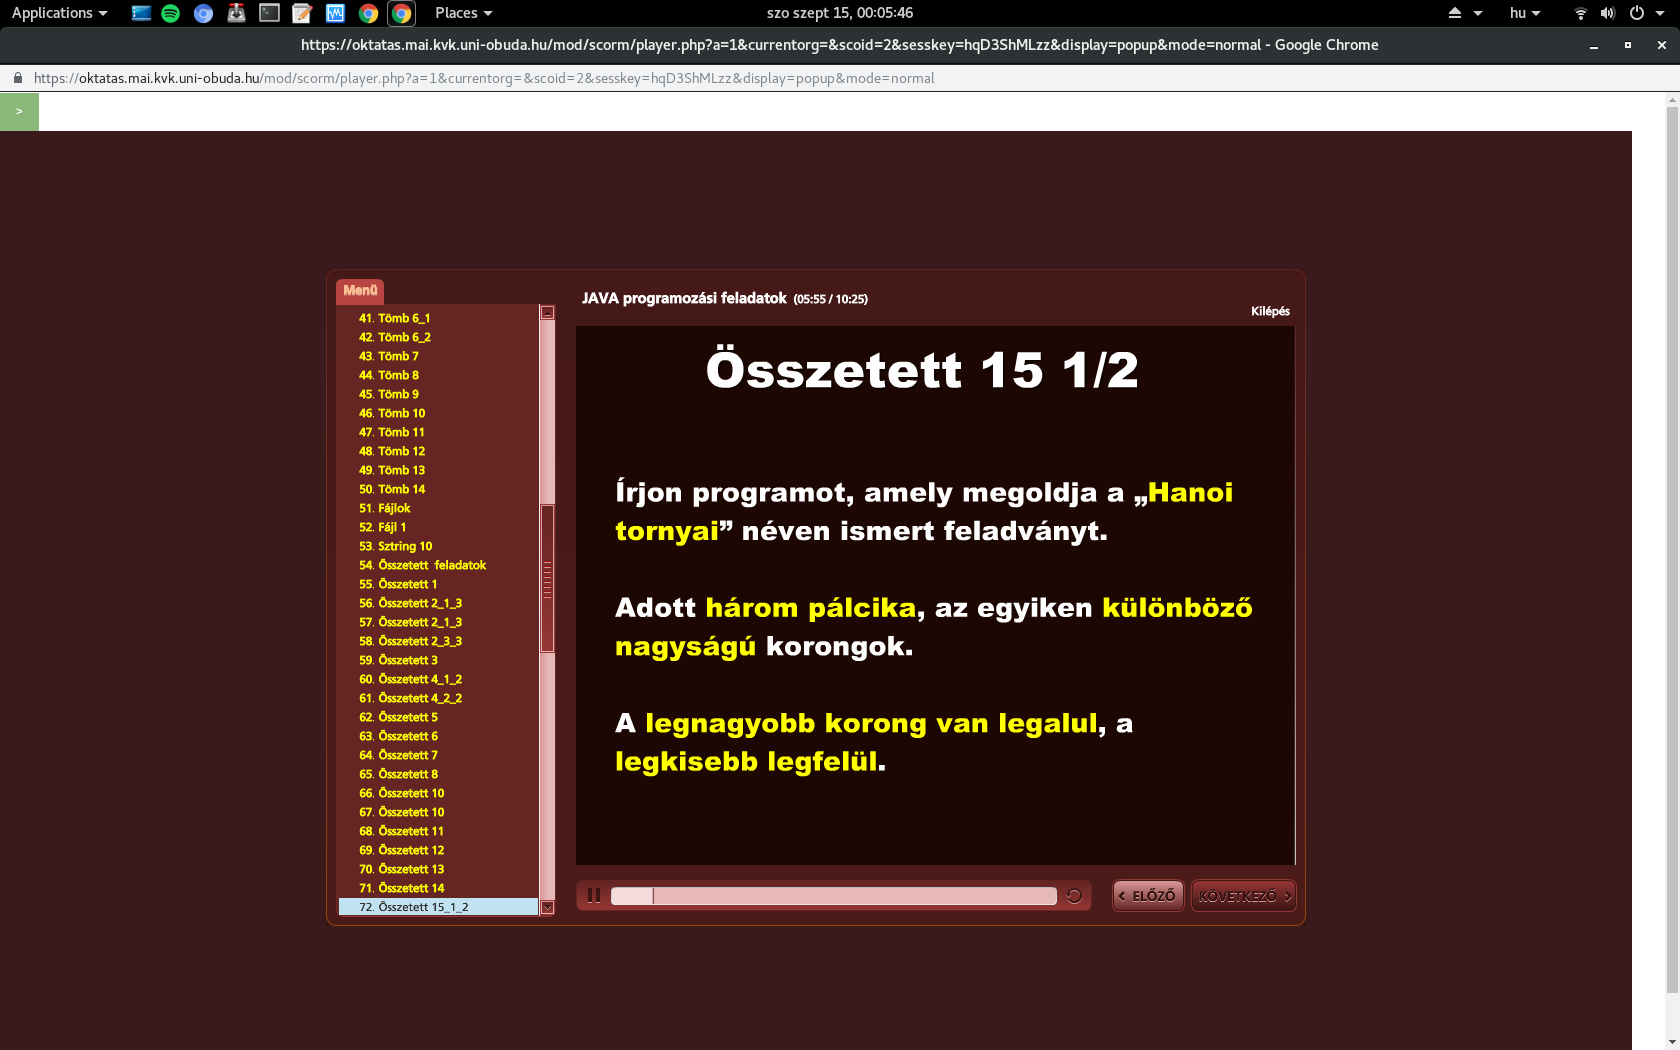 Applications
Places
szo szept 15, 00:05:46
hu
https://oktatas.mai.kvk.uni-obuda.hu/mod/scorm/player.php?a=1&currentorg=&scoid=2&sesskey=hqD3ShMLzz&display=popup&mode=normal - Google Chrome
https://oktatas.mai.kvk.uni-obuda.hu/mod/scorm/player.php?a=1&currentorg=&scoid=2&sesskey=hqD3ShMLzz&display=popup&mode=normal
>
Menü
41. Tömb 6_1
42. Tömb 6_2
43. Tömb 7
44. Tömb 8
45. Tömb 9
46. Tömb 10
47. Tömb 11
48. Tömb 12
49. Tömb 13
50. Tömb 14
51. Fájlok
52. Fájl 1
53. Sztring 10
54. Összetett feladatok
55. Összetett 1
56. Összetett 2_1_3
57. Összetett 2_1_3
58. Összetett 2_3_3
59. Összetett 3
60. Összetett 4_1_2
61. Összetett 4_2_2
62. Összetett 5
63. Összetett 6
64. Összetett 7
65. Összetett 8
66. Összetett 10
67. Összetett 10
68. Összetett 11
69. Összetett 12
70. Összetett 13
71. Összetett 14
72. Összetett 15_1_2
JAVA programozási feladatok (05:55 / 10:25)
Kilépés
Összetett 15 1/2
Írjon programot, amely megoldja a „Hanoi
tornyai” néven ismert feladványt.
Adott három pálcika, az egyiken különböző
nagyságú korongok.
A legnagyobb korong van legalul, a
legkisebb legfelül.
< ELŐZŐ
KÖVETKEZŐ >